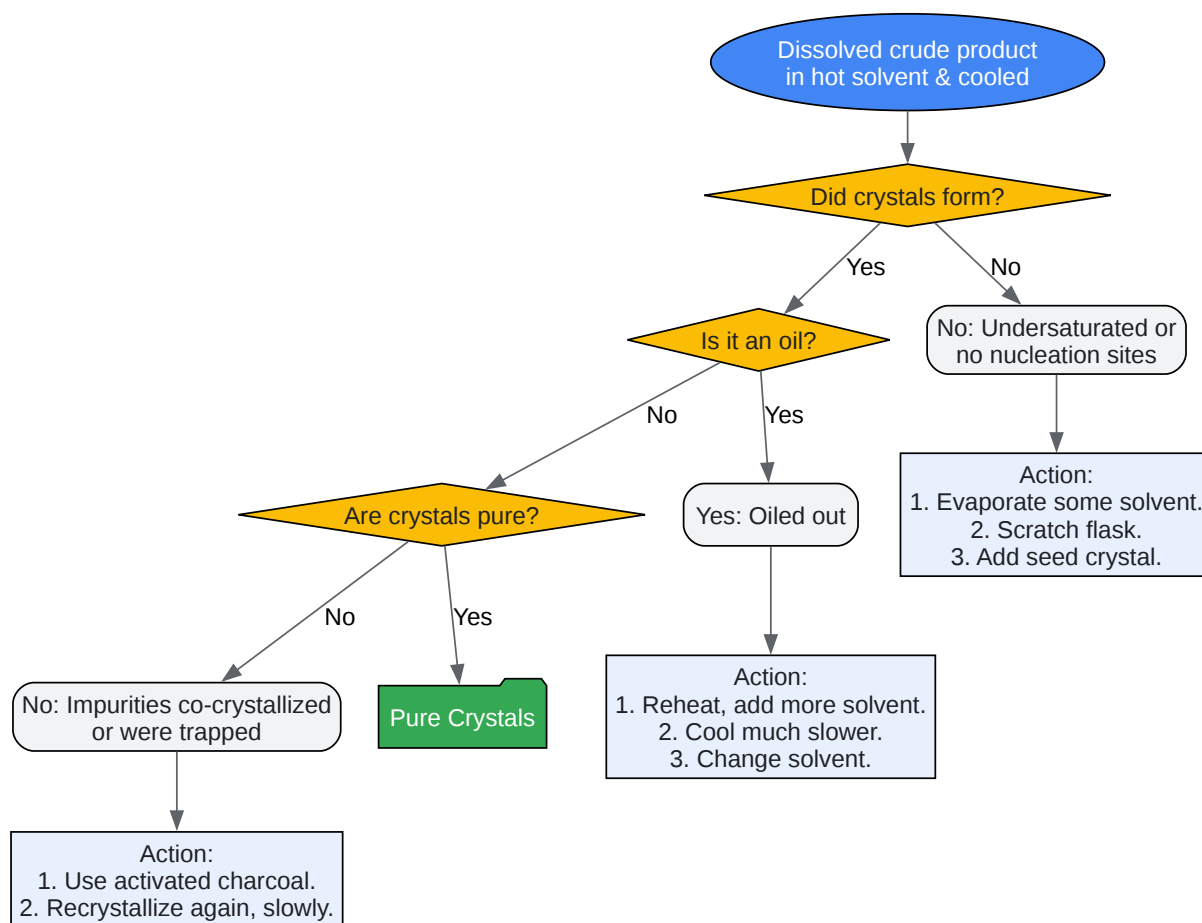 Dissolved crude product
in hot solvent & cooled
Did crystals form?
Yes
No
Is it an oil?
No: Undersaturated or
no nucleation sites
No
Yes
Action:
1. Evaporate some solvent.
2. Scratch flask.
3. Add seed crystal.
Are crystals pure?
Yes: Oiled out
No
Yes
No: Impurities co-crystallized
or were trapped
Pure Crystals
Action:
1. Reheat, add more solvent.
2. Cool much slower.
3. Change solvent.
Action:
1. Use activated charcoal.
2. Recrystallize again, slowly.